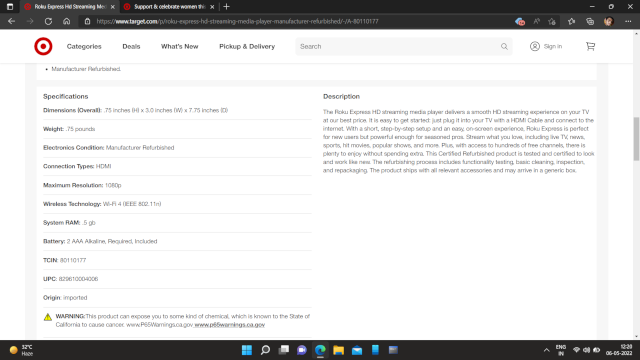 Roku Express HD Streaming Med
Support & celebrate women this
https://www.target.com/p/roku-express-hd-streaming-media-player-manufacturer-refurbished/-/A-80110177
Categories
Deals
What's New
Pickup & Delivery
Search
Sign in
Manufacturer Refurbished.
Specifications
Dimensions (Overall): .75 inches (H) x 3.0 inches (W) x 7.75 inches (D)
Weight: .75 pounds
Electronics Condition: Manufacturer Refurbished
Connection Types: HDMI
Maximum Resolution: 1080p
Wireless Technology: Wi-Fi 4 (IEEE 802.11n)
System RAM: .5 gb
Battery: 2 AAA Alkaline, Required, Included
TCIN: 80110177
UPC: 829610004006
Origin: imported
WARNING:This product can expose you to some kind of chemical, which is known to the State of
California to cause cancer. www.P65Warnings.ca.gov www.p65warnings.ca.gov
Description
The Roku Express HD streaming media player delivers a smooth HD streaming experience on your TV
at our best price. It is easy to get started: just plug it into your TV with a HDMI Cable and connect to the
internet. With a short, step-by-step setup and an easy, on-screen experience, Roku Express is perfect
for new users but powerful enough for seasoned pros. Stream what you love, including live TV, news,
sports, hit movies, popular shows, and more. Plus, with access to hundreds of free channels, there is
plenty to enjoy without spending extra. This Certified Refurbished product is tested and certified to look
and work like new. The refurbishing process includes functionality testing, basic cleaning, inspection,
and repackaging. The product ships with all relevant accessories and may arrive in a generic box.
32°C
Haze
ENG
IN
12:20
06-05-2022